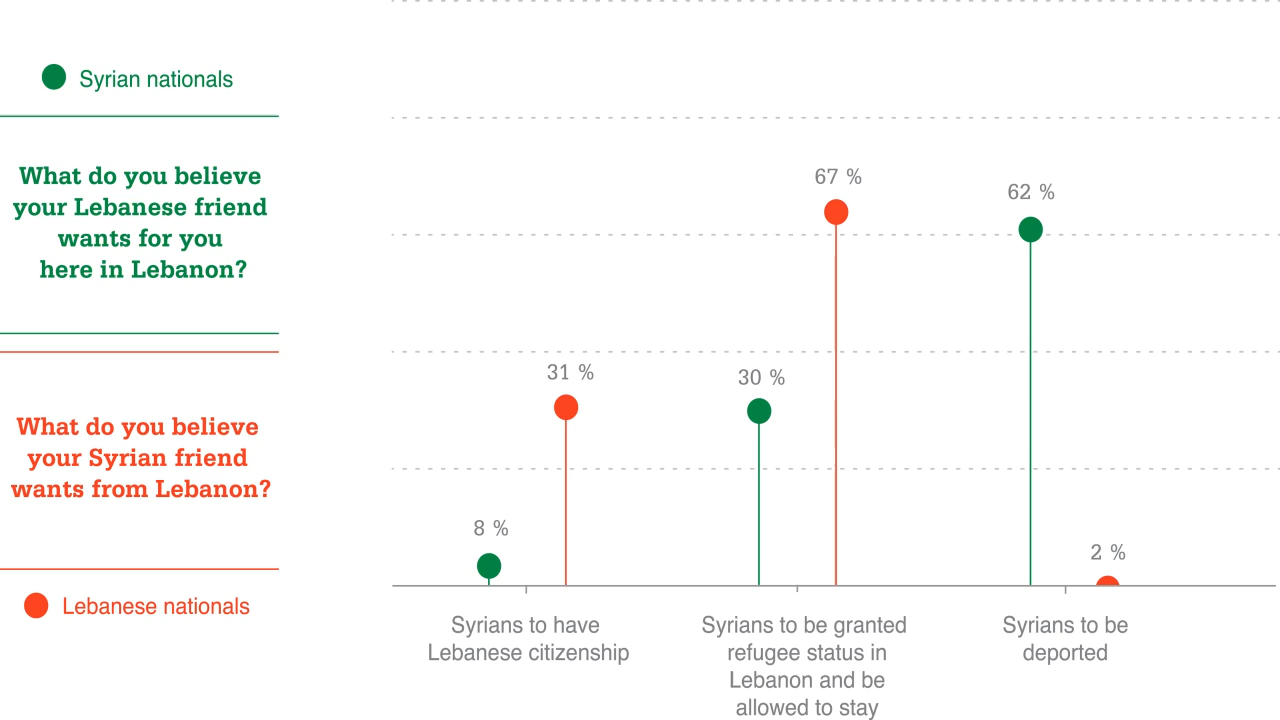 Syrian nationals
What do you believe
your Lebanese friend
wants for you
here in Lebanon?
What do you believe
your Syrian friend
wants from Lebanon?
Lebanese nationals
8 %
31 %
30 %
67 %
62 %
2 %
Syrians to have
Lebanese citizenship
Syrians to be granted
refugee status in
Lebanon and be
allowed to stay
Syrians to be
deported